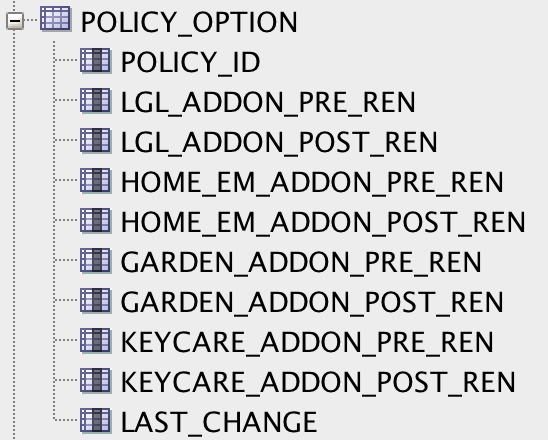 POLICY_OPTION
POLICY_ID
LGL_ADDON_PRE_REN
LGL_ADDON_POST_REN
HOME_EM_ADDON_PRE_REN
HOME_EM_ADDON_POST_REN
GARDEN_ADDON_PRE_REN
GARDEN_ADDON_POST_REN
KEYCARE_ADDON_PRE_REN
KEYCARE_ADDON_POST_REN
LAST_CHANGE